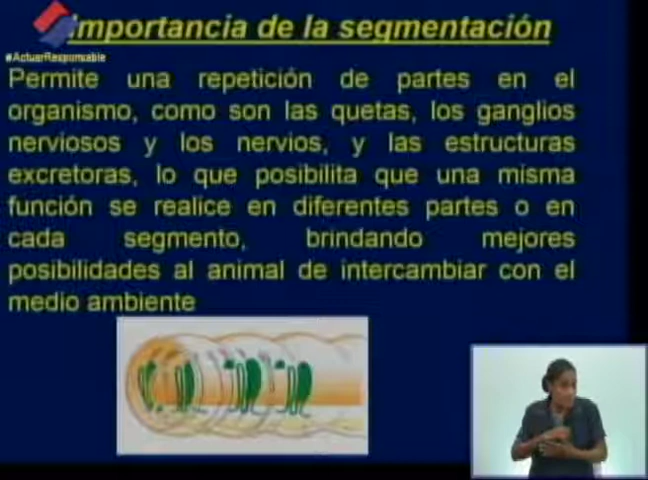 Importancia de la segmentación
#ActuarResponsable
Permite una repetición de partes en el
organismo, como son las quetas, los ganglios
nerviosos y los nervios, y las estructuras
excretoras, lo que posibilita que una misma
función se realice en diferentes partes o en
cada segmento, brindando mejores
posibilidades al animal de intercambiar con el
medio ambiente